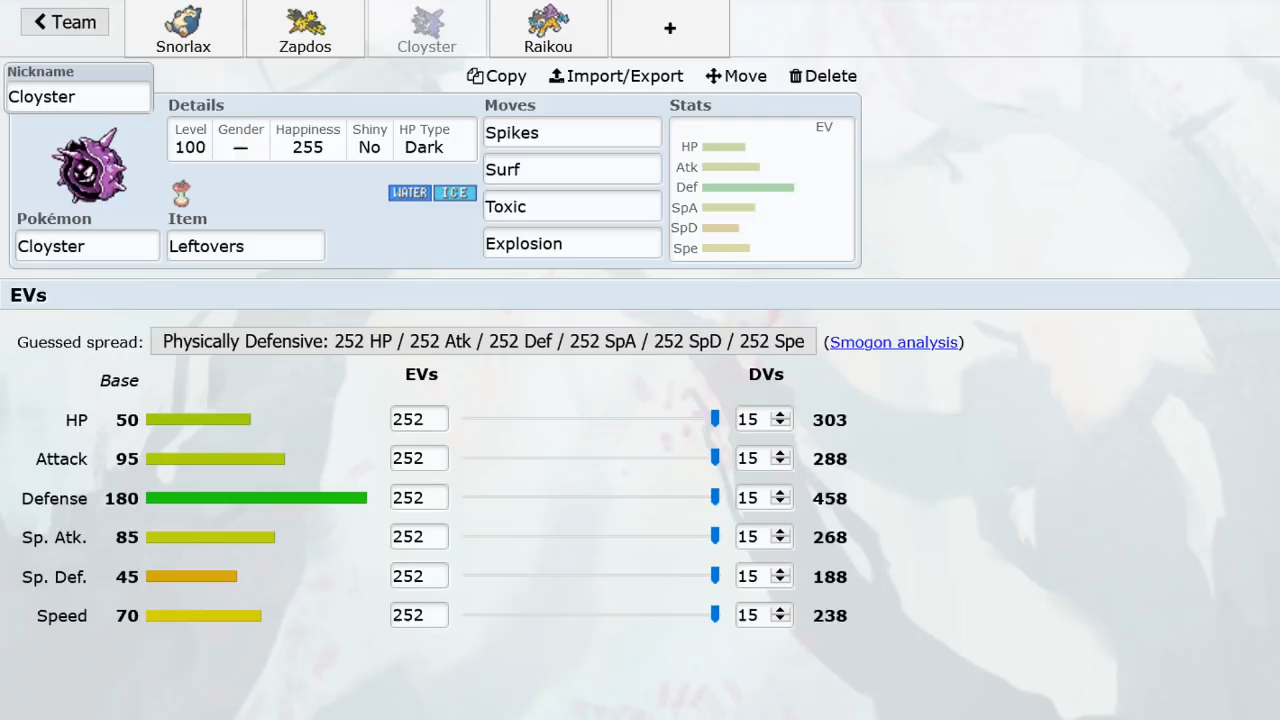 Team
Snorlax
Zapdos
Cloyster
Raikou
+
Nickname
Cloyster
Copy Import/Export Move Delete
Details
Level Gender Happiness Shiny HP Type
100 — 255 No Dark
WATER ICE
Pokémon
Cloyster
Item
Leftovers
Moves
Spikes
Surf
Toxic
Explosion
Stats
EV
HP
Atk
Def
SpA
SpD
Spe
EVs
Guessed spread: Physically Defensive: 252 HP / 252 Atk / 252 Def / 252 SpA / 252 SpD / 252 Spe (Smogon analysis)
Base EVs DVs
HP 50 252 15 303
Attack 95 252 15 288
Defense 180 252 15 458
Sp. Atk. 85 252 15 268
Sp. Def. 45 252 15 188
Speed 70 252 15 238